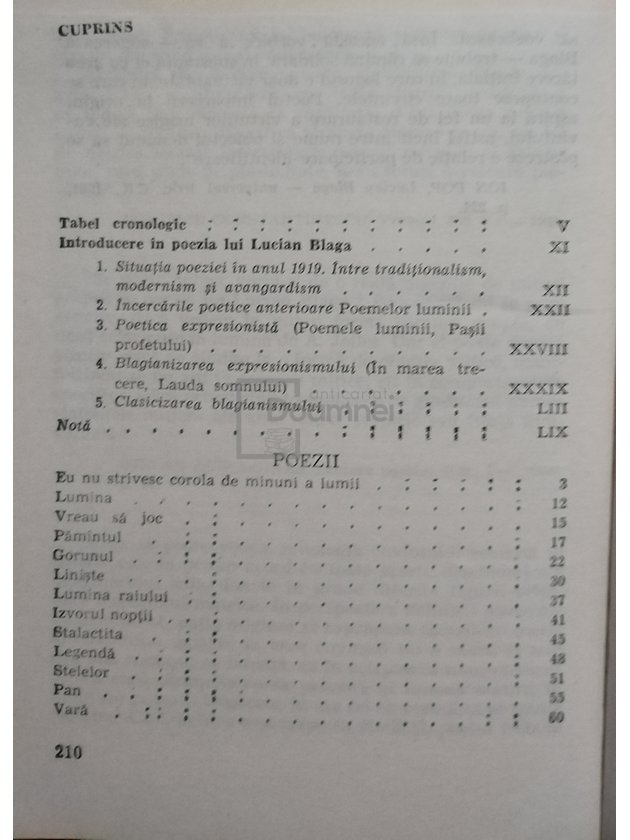 CUPRINS
Tabel cronologic . . . . . . . . . . . . V
Introducere în poezia lui Lucian Blaga . . . . . XI
1. Situația poeziei în anul 1919. Între tradiționalism,
modernism și avangardism . . . . . . XII
2. Încercările poetice anterioare Poemelor luminii . XXII
3. Poetica expresionistă (Poemele luminii, Pașii
profetului) . . . . . . . . . . . XXVIII
4. Blagianizarea expresionismului (În marea tre-
cere, Lauda somnului) . . . . . . . XXXIX
5. Clasicizarea blagianismului . . . . . . LIII
Notă . . . . . . . . . . . . . . . . LIX
anticariat
Doamnei
POEZII
Eu nu strivesc corola de minuni a lumii . . . . . . 3
Lumina . . . . . . . . . . . . . . . 12
Vreau să joc . . . . . . . . . . . . . 15
Pămîntul . . . . . . . . . . . . . . 17
Gorunul . . . . . . . . . . . . . . . 22
Liniște . . . . . . . . . . . . . . . 30
Lumina raiului . . . . . . . . . . . . 37
Izvorul nopții . . . . . . . . . . . . 41
Stalactita . . . . . . . . . . . . . . 45
Legendă . . . . . . . . . . . . . . . 48
Stelelor . . . . . . . . . . . . . . . 51
Pan . . . . . . . . . . . . . . . . . 55
Vară . . . . . . . . . . . . . . . . 60
210